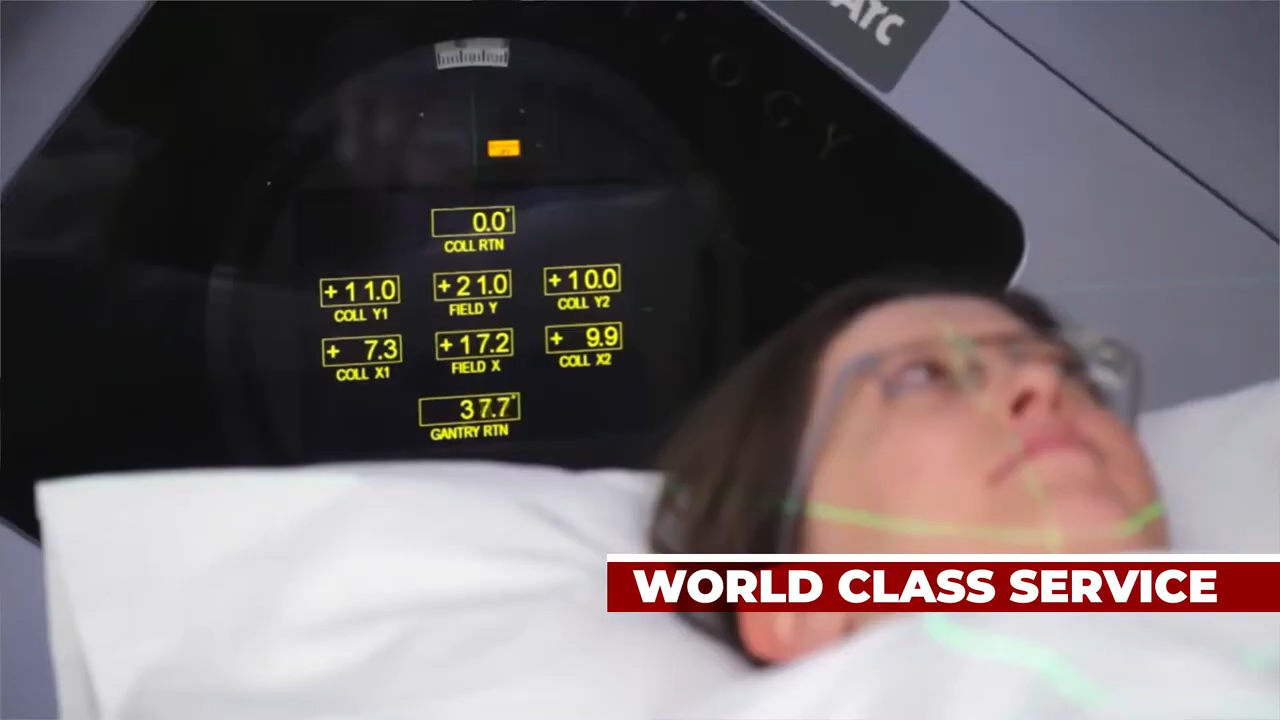 Arc
O G Y
0.0°
COLL RTN
+ 11.0 +21.0 +10.0
COLL Y1 FIELD Y COLL Y2
+ 7.3 +17.2 + 9.9
COLL X1 FIELD X COLL X2
37.7°
GANTRY RTN
WORLD CLASS SERVICE